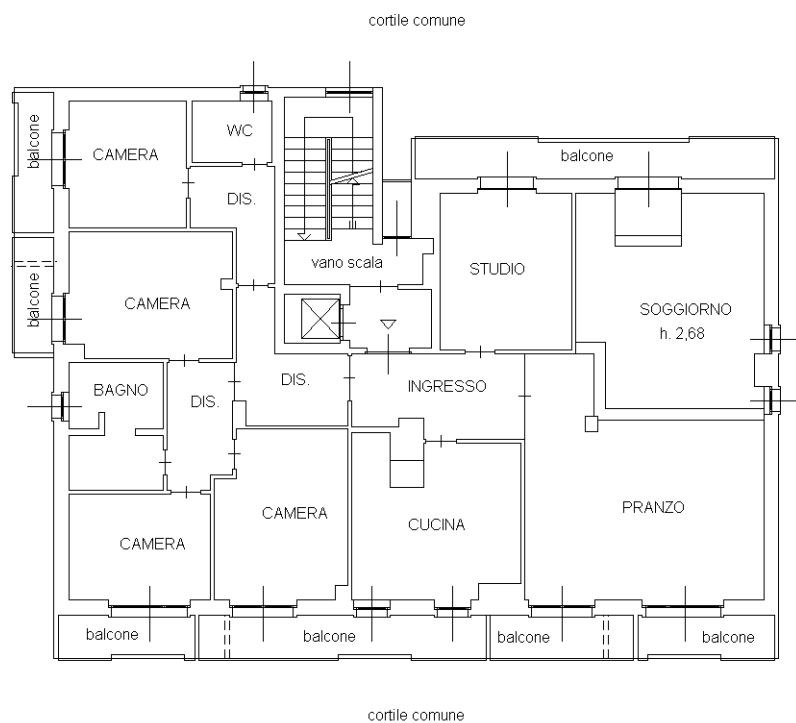 cortile comune
balcone
CAMERA
WC
balcone
DIS.
vano scala
STUDIO
balcone
CAMERA
SOGGIORNO
h. 2,68
BAGNO
DIS.
DIS.
INGRESSO
CAMERA
CAMERA
CUCINA
PRANZO
balcone
balcone
balcone
balcone
cortile comune